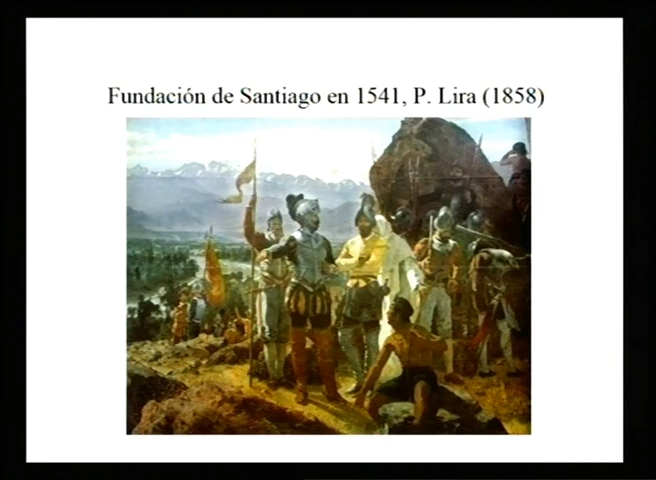 Fundación de Santiago en 1541, P. Lira (1858)